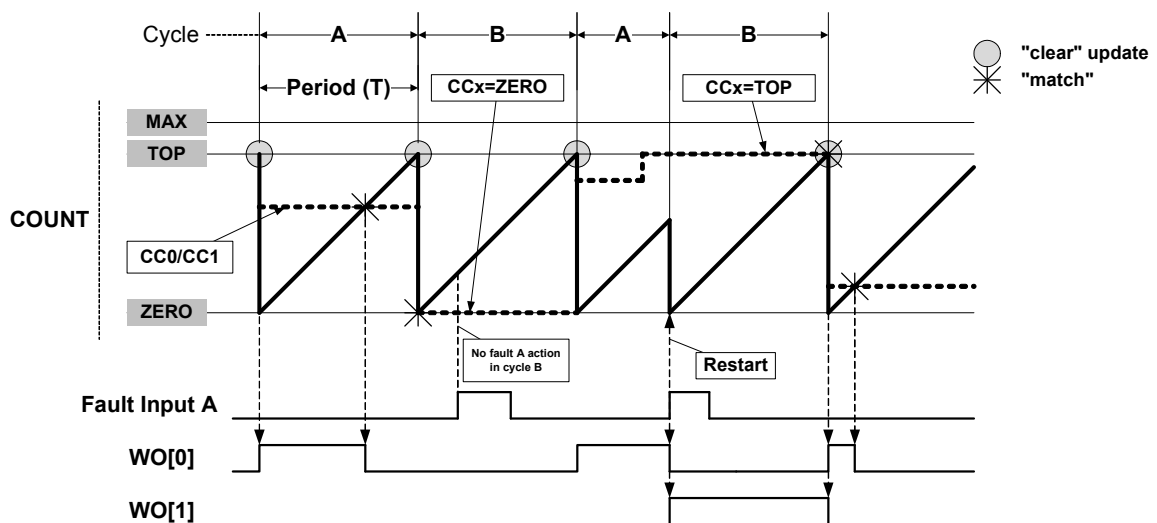 Cycle
A
B
A
B
"clear" update
"match"
Period (T)
CCx=ZERO
CCx=TOP
MAX
TOP
COUNT
CC0/CC1
ZERO
No fault A action
in cycle B
Restart
Fault Input A
WO[0]
WO[1]